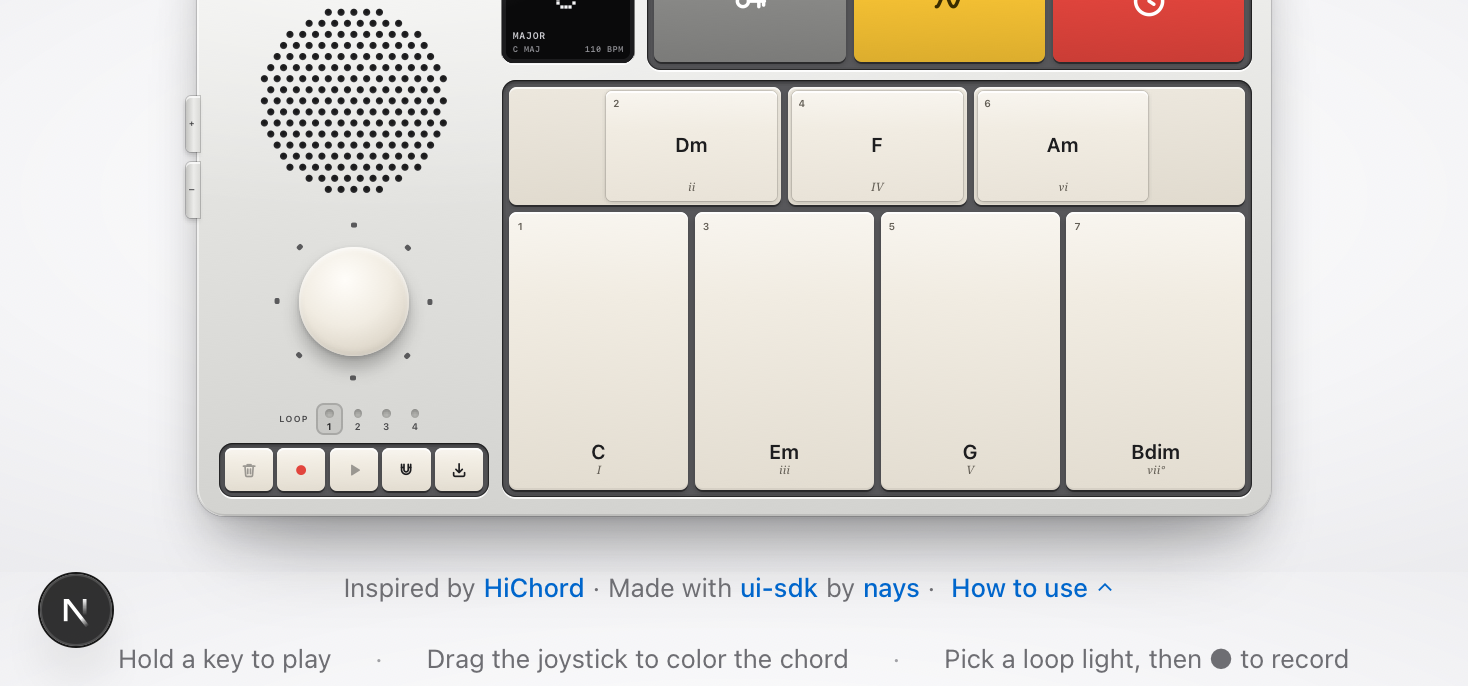 MAJOR
C MAJ 110 BPM
+
−
2 4 6
Dm F Am
ii IV vi
1 3 5 7
C Em G Bdim
I iii V vii°
LOOP 1 2 3 4
Inspired by HiChord · Made with ui-sdk by nays · How to use
N
Hold a key to play · Drag the joystick to color the chord · Pick a loop light, then ● to record